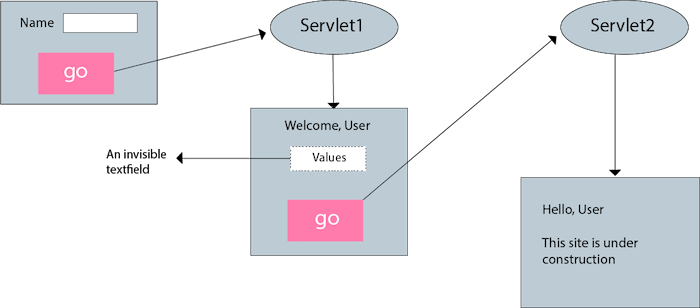 Name
go
Servlet1
Welcome, User
Values
An invisible
textfield
go
Servlet2
Hello, User
This site is under
construction